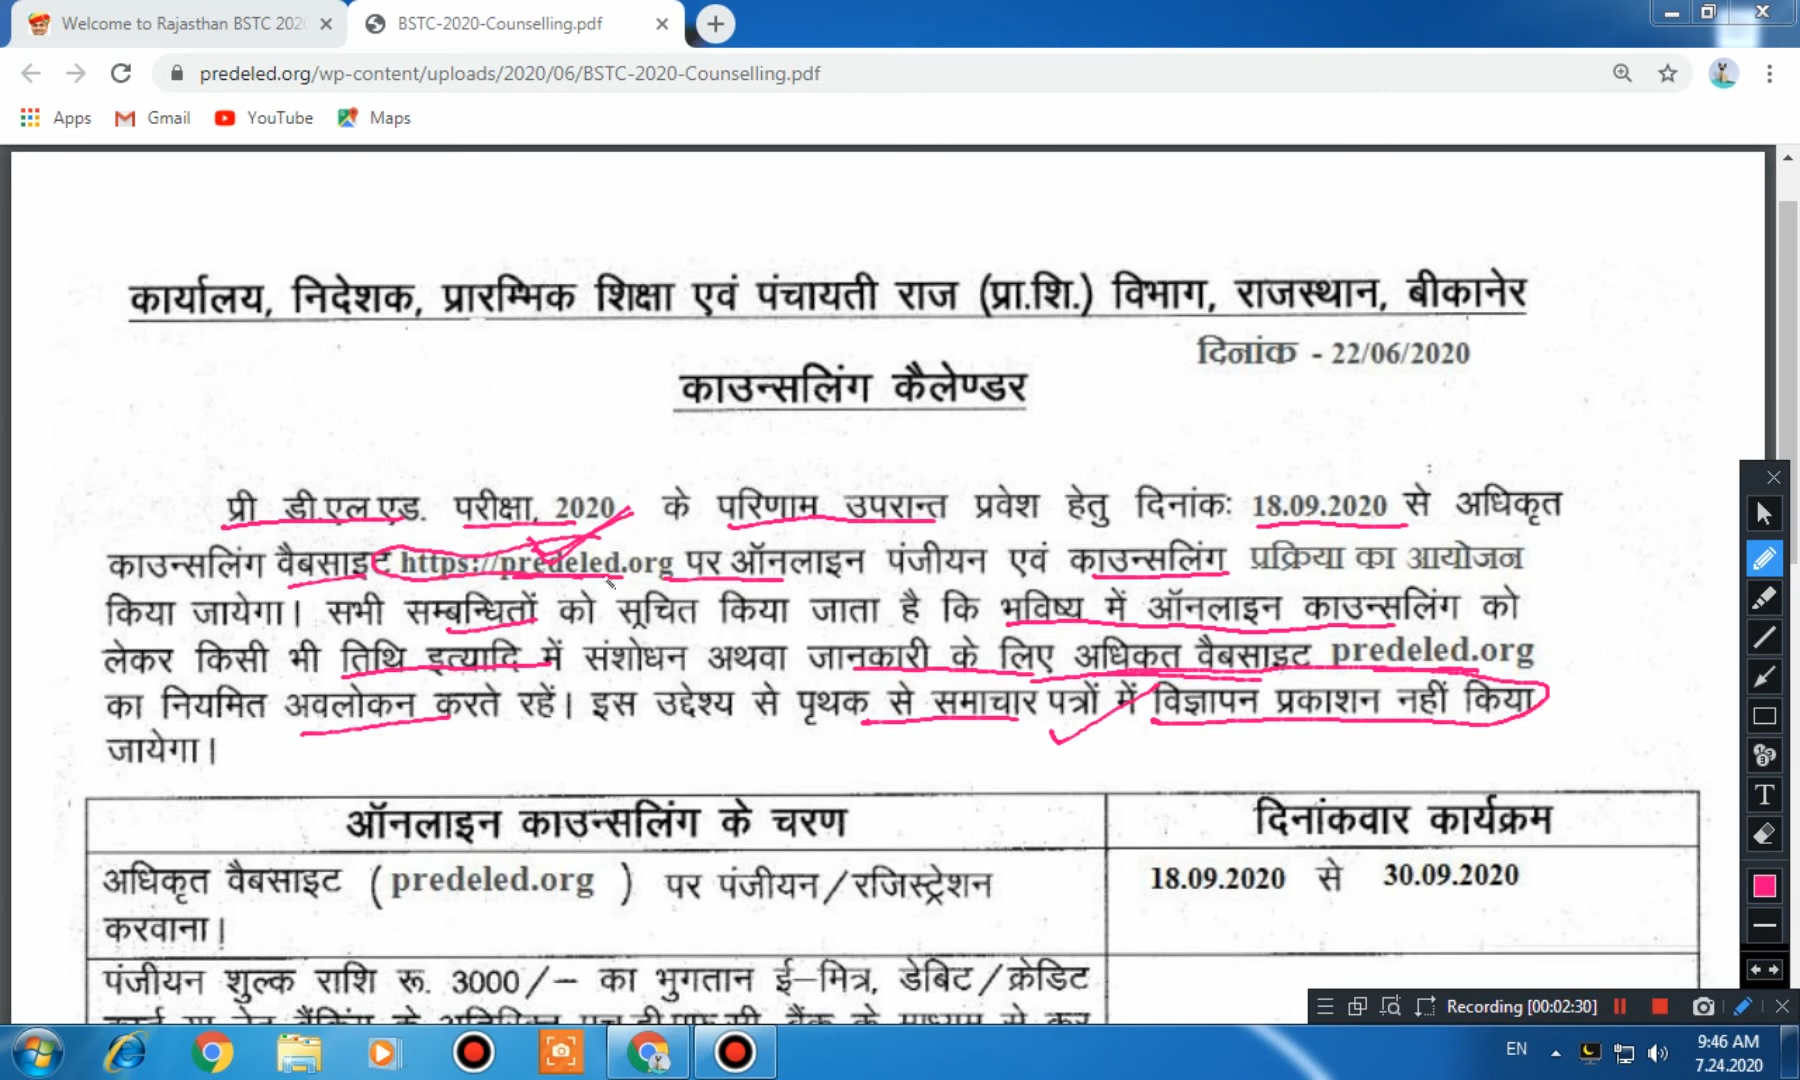 Welcome to Rajasthan BSTC 202
BSTC-2020-Counselling.pdf
predeled.org/wp-content/uploads/2020/06/BSTC-2020-Counselling.pdf
Apps Gmail YouTube Maps
कार्यालय, निदेशक, प्रारम्भिक शिक्षा एवं पंचायती राज (प्रा.शि.) विभाग, राजस्थान, बीकानेर
दिनांक - 22/06/2020
काउन्सलिंग कैलेण्डर
प्री डी.एल.एड. परीक्षा, 2020 के परिणाम उपरान्त प्रवेश हेतु दिनांकः 18.09.2020 से अधिकृत
काउन्सलिंग वैबसाइट https://predeled.org पर ऑनलाइन पंजीयन एवं काउन्सलिंग प्रक्रिया का आयोजन
किया जायेगा। सभी सम्बन्धितों को सूचित किया जाता है कि भविष्य में ऑनलाइन काउन्सलिंग को
लेकर किसी भी तिथि इत्यादि में संशोधन अथवा जानकारी के लिए अधिकत वैबसाइट predeled.org
का नियमित अवलोकन करते रहें। इस उद्देश्य से पृथक से समाचार पत्रों में विज्ञापन प्रकाशन नहीं किया
जायेगा।
ऑनलाइन काउन्सलिंग के चरण दिनांकवार कार्यक्रम
अधिकृत वैबसाइट (predeled.org ) पर पंजीयन/रजिस्ट्रेशन 18.09.2020 से 30.09.2020
करवाना।
पंजीयन शुल्क राशि रू. 3000/— का भुगतान ई–मित्र, डेबिट/क्रेडिट
Recording [00:02:30]
EN
9:46 AM
7.24.2020